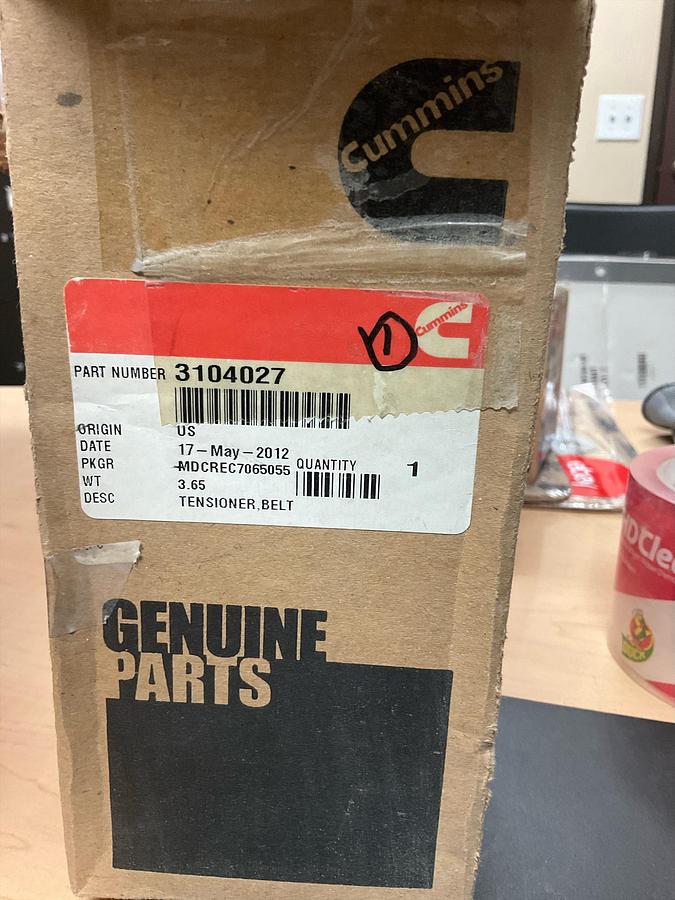 Cummins
1
Cummins
PART NUMBER 3104027
ORIGIN US
DATE 17-May-2012
PKGR MDCREC7065055 QUANTITY 1
WT 3.65
DESC TENSIONER,BELT
GENUINE
PARTS